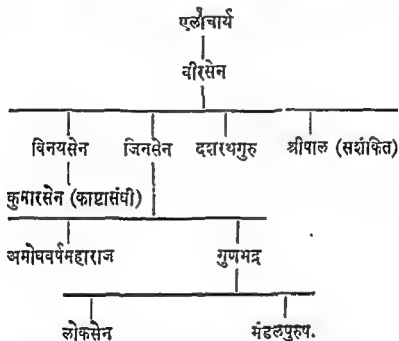 एलाचार्य
वीरसेन
विनयसेन जिनसेन दशरथगुरु श्रीपाल (सशंकित)
कुमारसेन (काष्टासंघी)
अमोघवर्षमहाराज गुणभद्र
लोकसेन मंडलपुरुष.